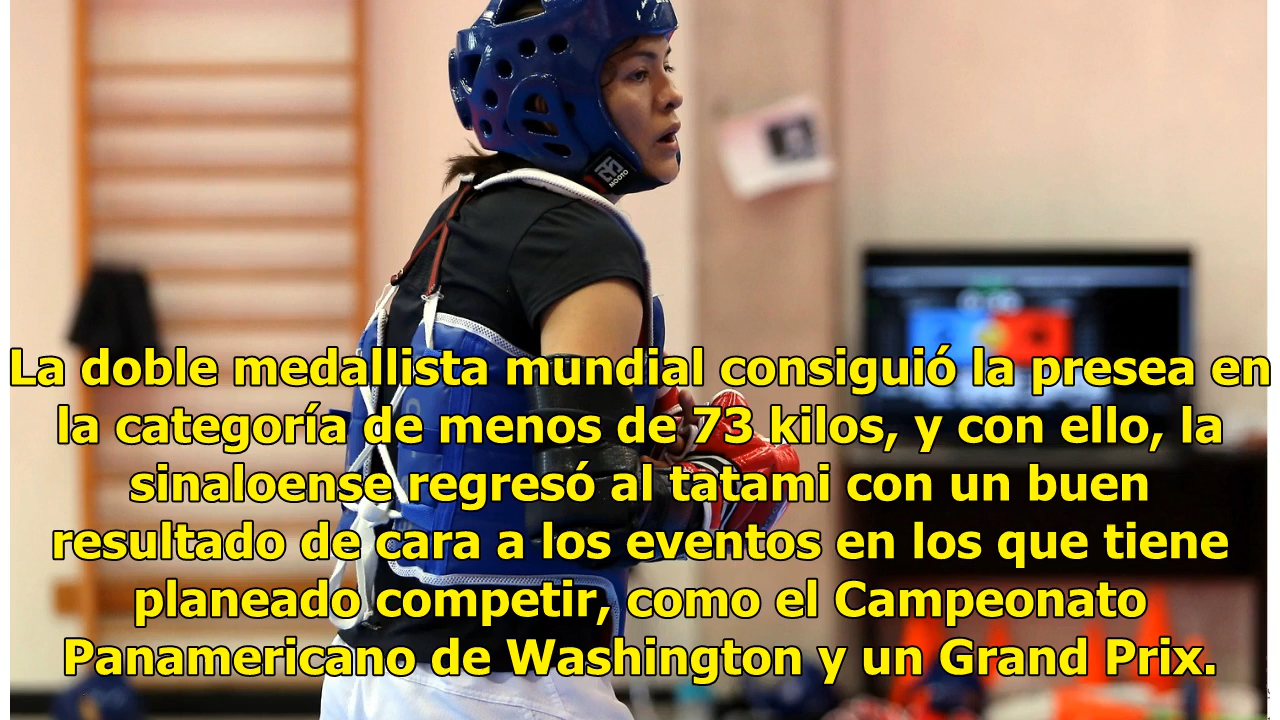 MOOTO
La doble medallista mundial consiguió la presea en
la categoría de menos de 73 kilos, y con ello, la
sinaloense regresó al tatami con un buen
resultado de cara a los eventos en los que tiene
planeado competir, como el Campeonato
Panamericano de Washington y un Grand Prix.